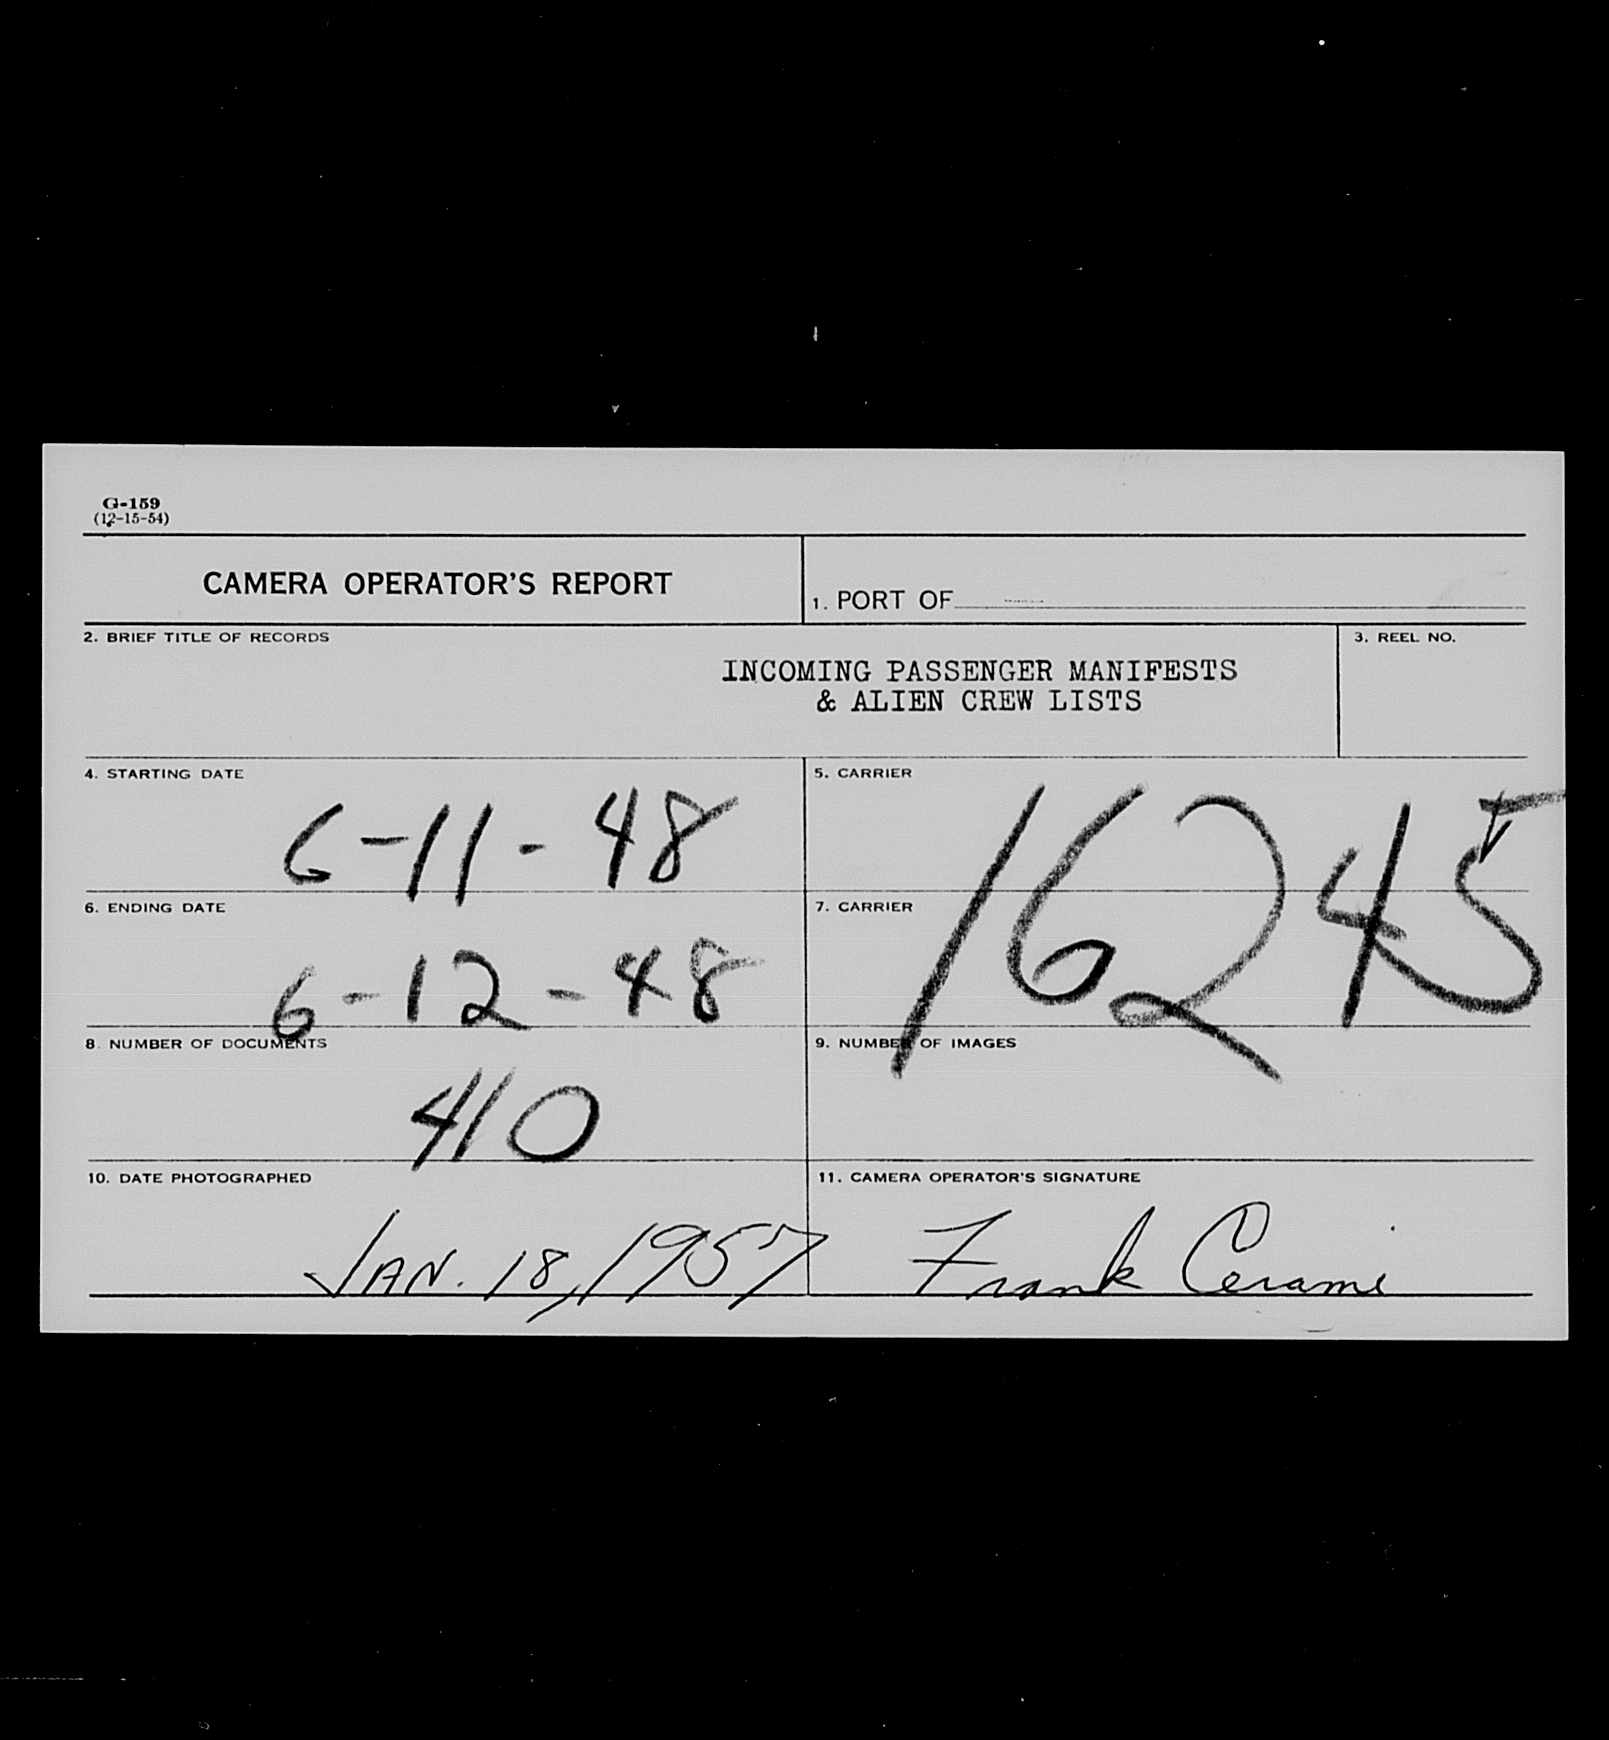 G-159
(12-15-54)
CAMERA OPERATOR'S REPORT
1. PORT OF
2. BRIEF TITLE OF RECORDS
INCOMING PASSENGER MANIFESTS
& ALIEN CREW LISTS
3. REEL NO.
4. STARTING DATE
6-11-48
5. CARRIER
16245
6. ENDING DATE
6-12-48
7. CARRIER
8. NUMBER OF DOCUMENTS
410
9. NUMBER OF IMAGES
10. DATE PHOTOGRAPHED
JAN. 18, 1957
11. CAMERA OPERATOR'S SIGNATURE
Frank Cerami